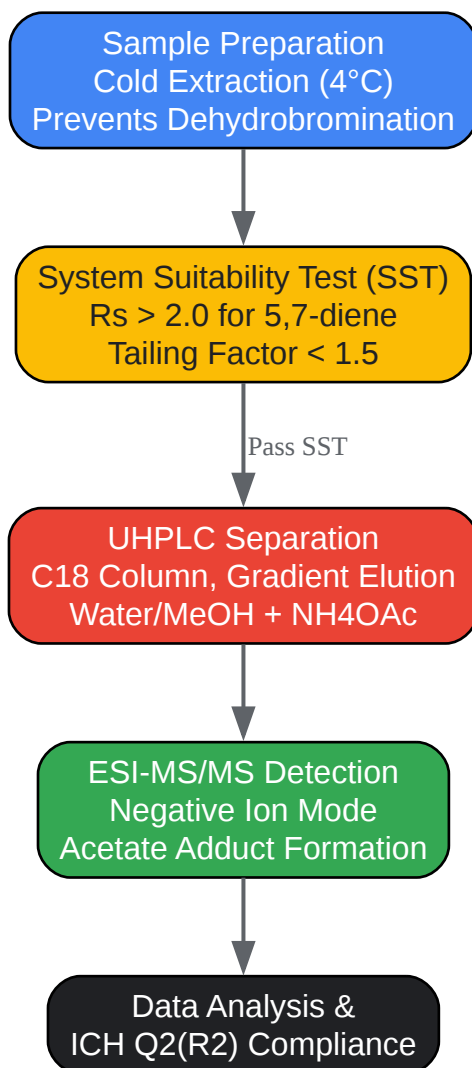 Sample Preparation
Cold Extraction (4°C)
Prevents Dehydrobromination
System Suitability Test (SST)
Rs > 2.0 for 5,7-diene
Tailing Factor < 1.5
Pass SST
UHPLC Separation
C18 Column, Gradient Elution
Water/MeOH + NH4OAc
ESI-MS/MS Detection
Negative Ion Mode
Acetate Adduct Formation
Data Analysis &
ICH Q2(R2) Compliance